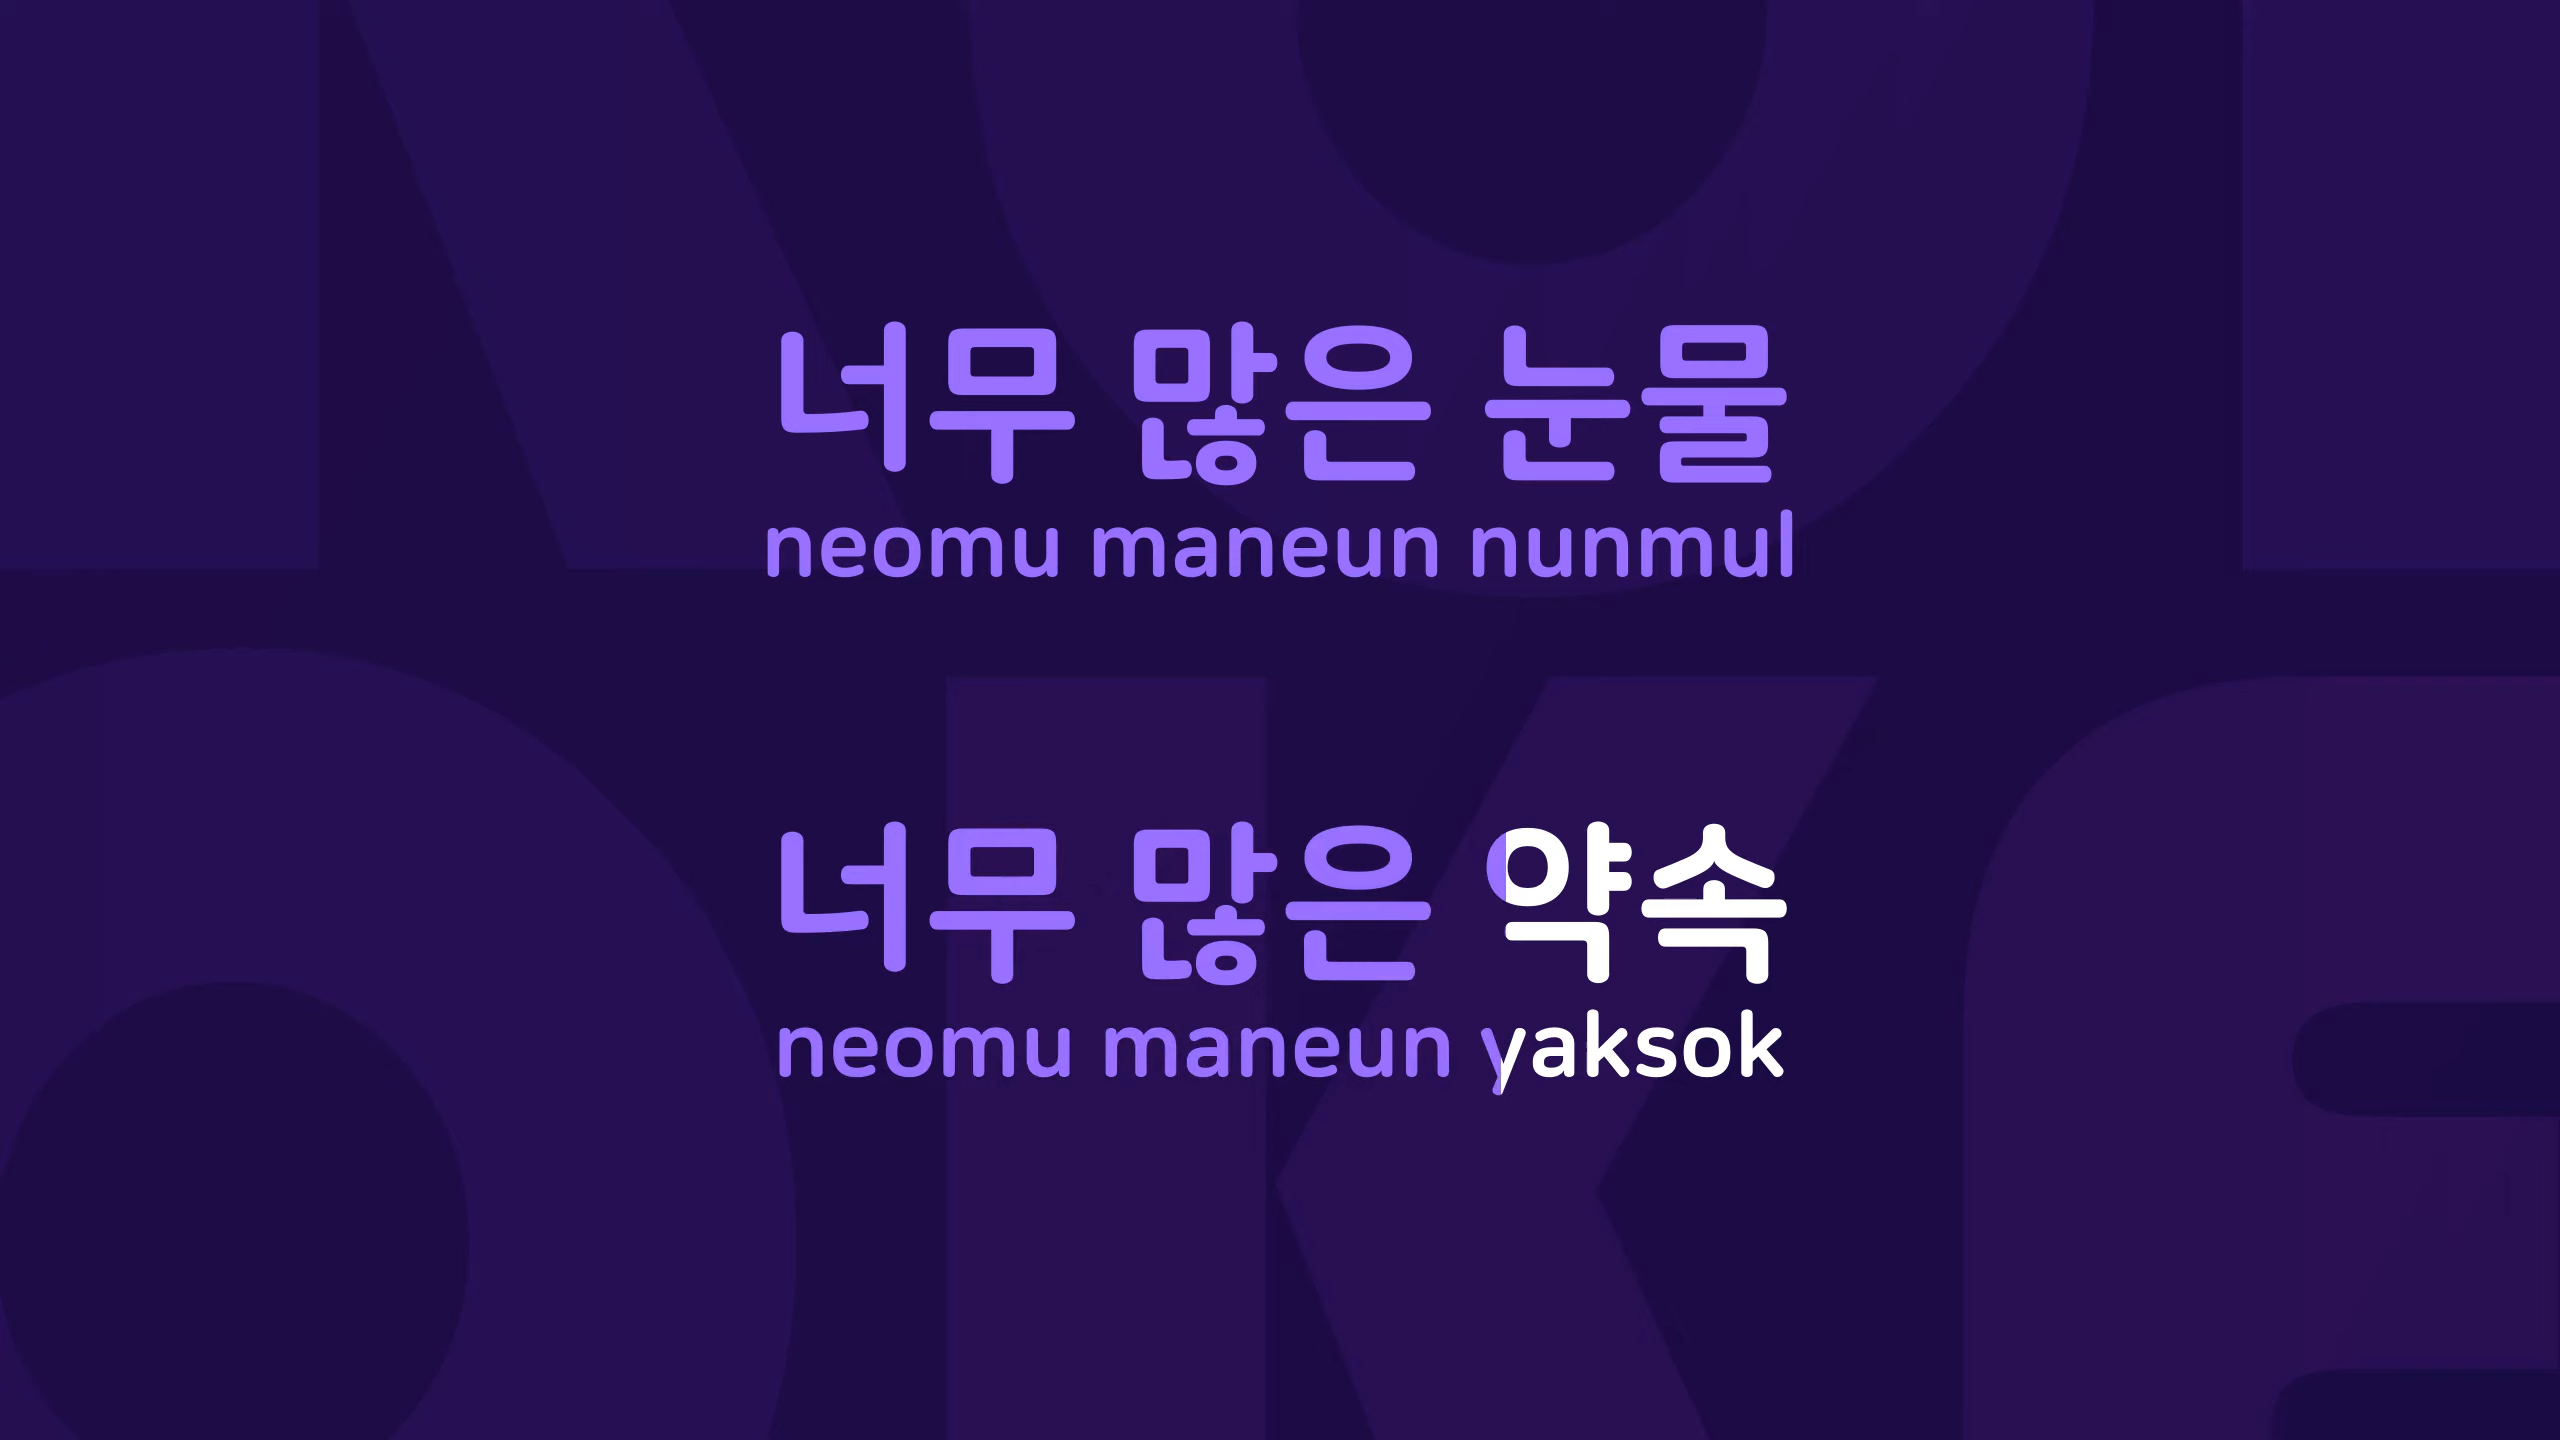 너무 많은 눈물
neomu maneun nunmul
너무 많은 약속
neomu maneun yaksok